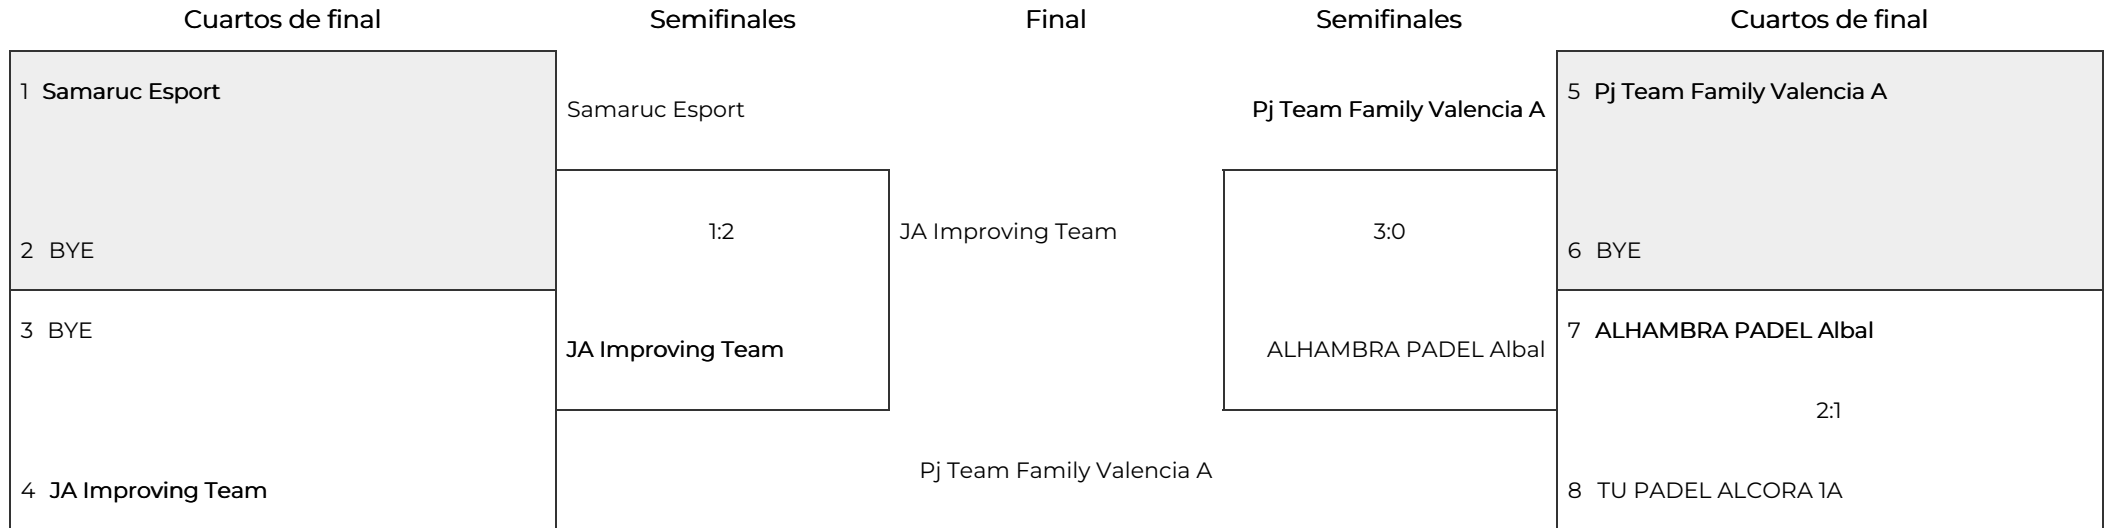 Cuartos de final
Semifinales
Final
Semifinales
Cuartos de final
1 Samaruc Esport
2 BYE
3 BYE
4 JA Improving Team
Samaruc Esport
1:2
JA Improving Team
JA Improving Team
Pj Team Family Valencia A
Pj Team Family Valencia A
3:0
ALHAMBRA PADEL Albal
5 Pj Team Family Valencia A
6 BYE
7 ALHAMBRA PADEL Albal
2:1
8 TU PADEL ALCORA 1A